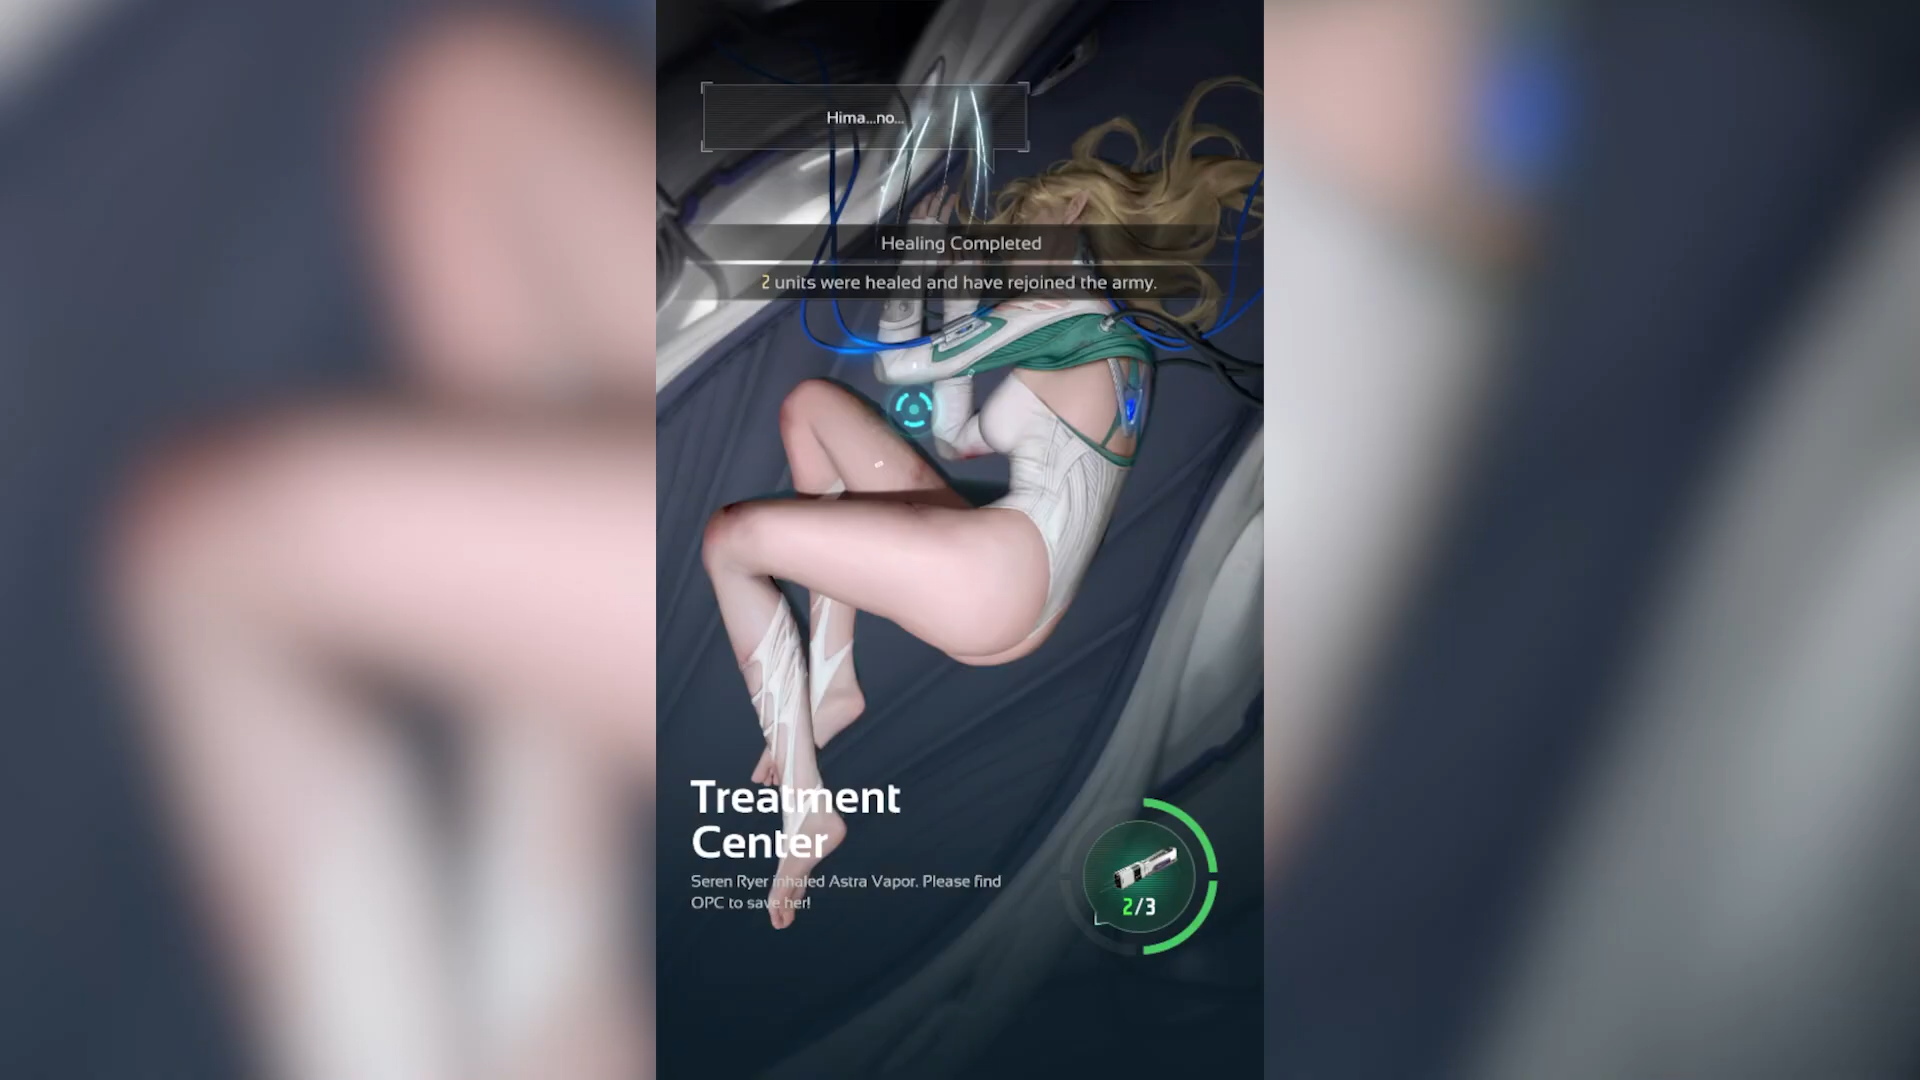 Hima...no...
Healing Completed
2 units were healed and have rejoined the army.
Treatment
Center
Seren Ryer inhaled Astra Vapor. Please find
OPC to save her!
2/3